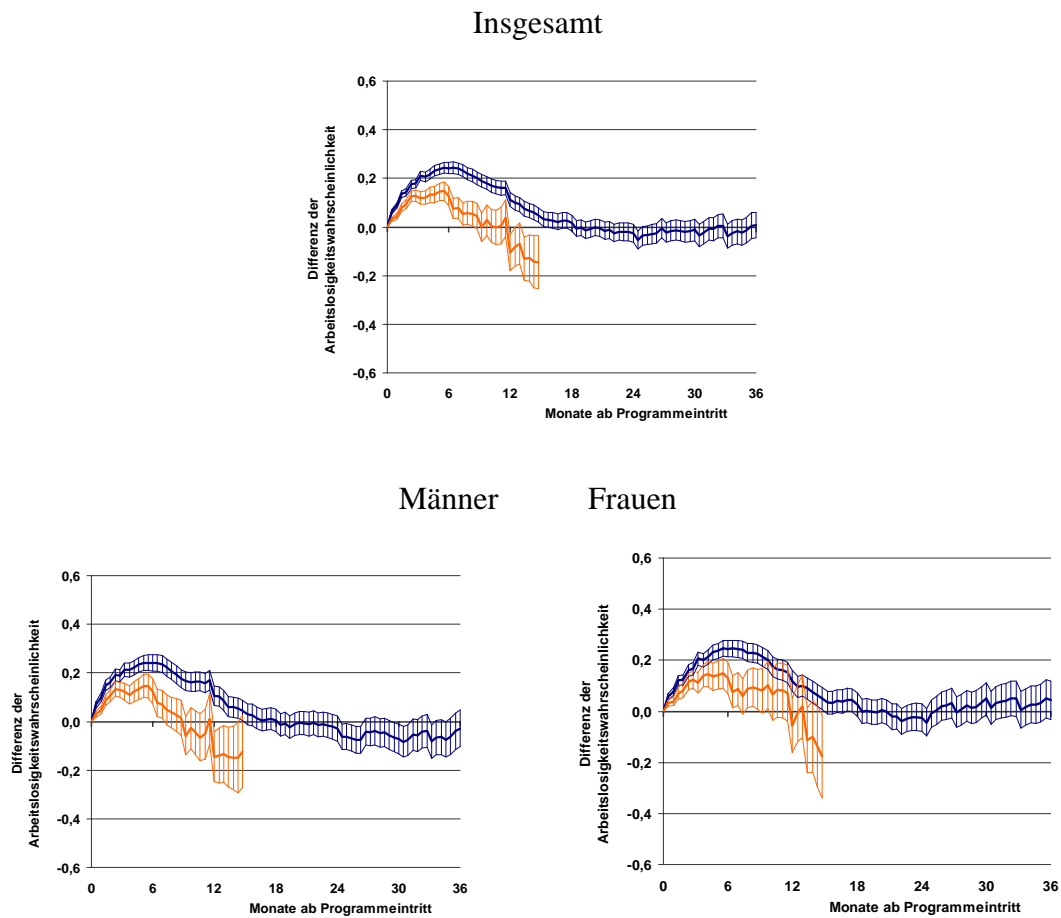 Insgesamt
Differenz der
Arbeitslosigkeitswahrscheinlichkeit
0,6
0,4
0,2
0,0
-0,2
-0,4
-0,6
0 6 12 18 24 30 36
Monate ab Programmeintritt
Männer Frauen
Differenz der
Arbeitslosigkeitswahrscheinlichkeit
0,6
0,4
0,2
0,0
-0,2
-0,4
-0,6
0 6 12 18 24 30 36
Monate ab Programmeintritt
Differenz der
Arbeitslosigkeitswahrscheinlichkeit
0,6
0,4
0,2
0,0
-0,2
-0,4
-0,6
0 6 12 18 24 30 36
Monate ab Programmeintritt